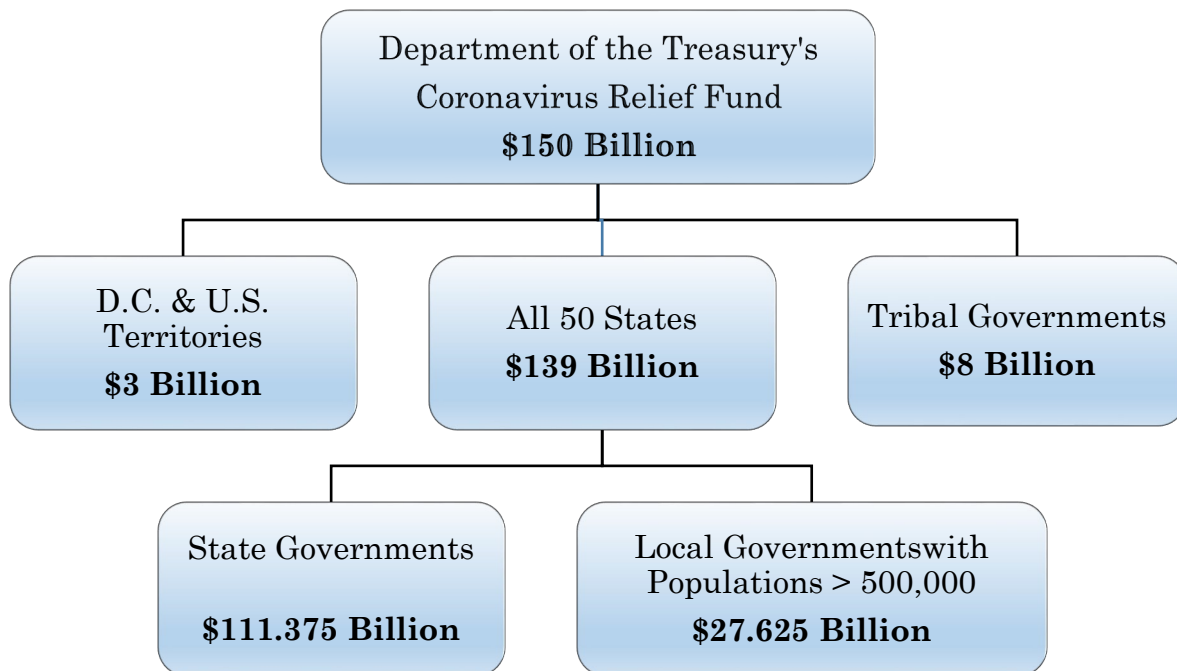 Department of the Treasury's
Coronavirus Relief Fund
$150 Billion
D.C. & U.S.
Territories
$3 Billion
All 50 States
$139 Billion
Tribal Governments
$8 Billion
State Governments
$111.375 Billion
Local Governmentswith
Populations > 500,000
$27.625 Billion